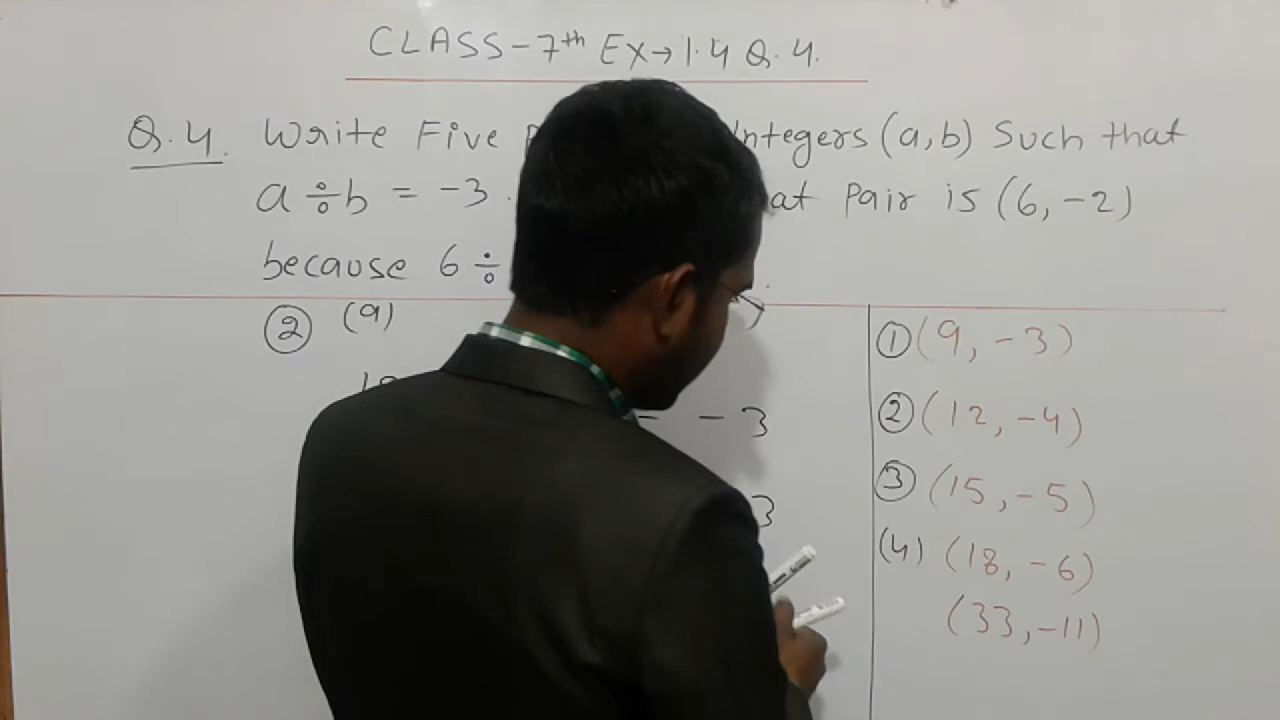 CLASS-7th EX→1.4 Q.4.
Q.4. Write Five Integers (a,b) Such that
a ÷ b = -3. at Pair is (6, -2)
because 6 ÷
② (9)
= -3
3
① (9, -3)
② (12, -4)
③ (15, -5)
(4) (18, -6)
(33, -11)